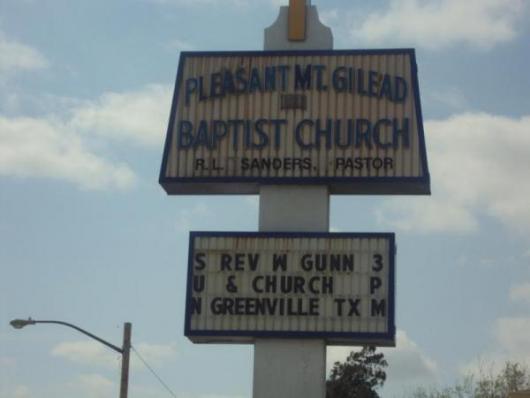 PLEASANT MT. GILEAD
BAPTIST CHURCH
R. L. SANDERS, PASTOR
S REV W GUNN 3
U & CHURCH P
N GREENVILLE TX M